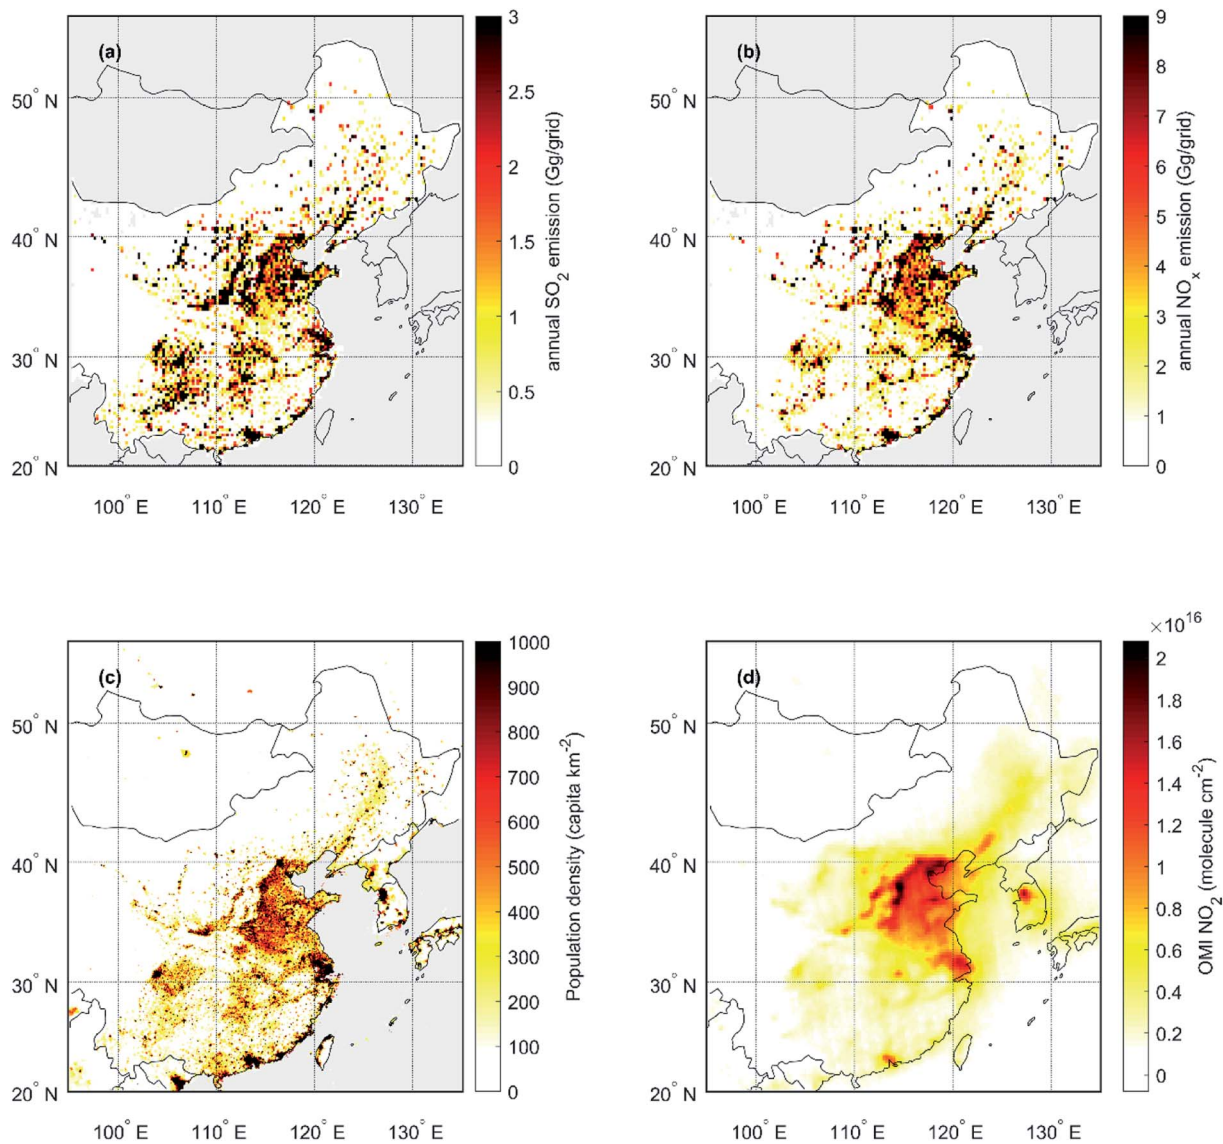 (a)
50° N
40° N
30° N
20° N
100° E
110° E
120° E
130° E
3
2.5
2
1.5
1
0.5
0
annual SO₂ emission (Gg/grid)
(b)
50° N
40° N
30° N
20° N
100° E
110° E
120° E
130° E
9
8
7
6
5
4
3
2
1
0
annual NOₓ emission (Gg/grid)
(c)
50° N
40° N
30° N
20° N
100° E
110° E
120° E
130° E
1000
900
800
700
600
500
400
300
200
100
0
Population density (capita km⁻²)
(d)
50° N
40° N
30° N
20° N
100° E
110° E
120° E
130° E
×10¹⁶
2
1.8
1.6
1.4
1.2
1
0.8
0.6
0.4
0.2
0
OMI NO₂ (molecule cm⁻²)